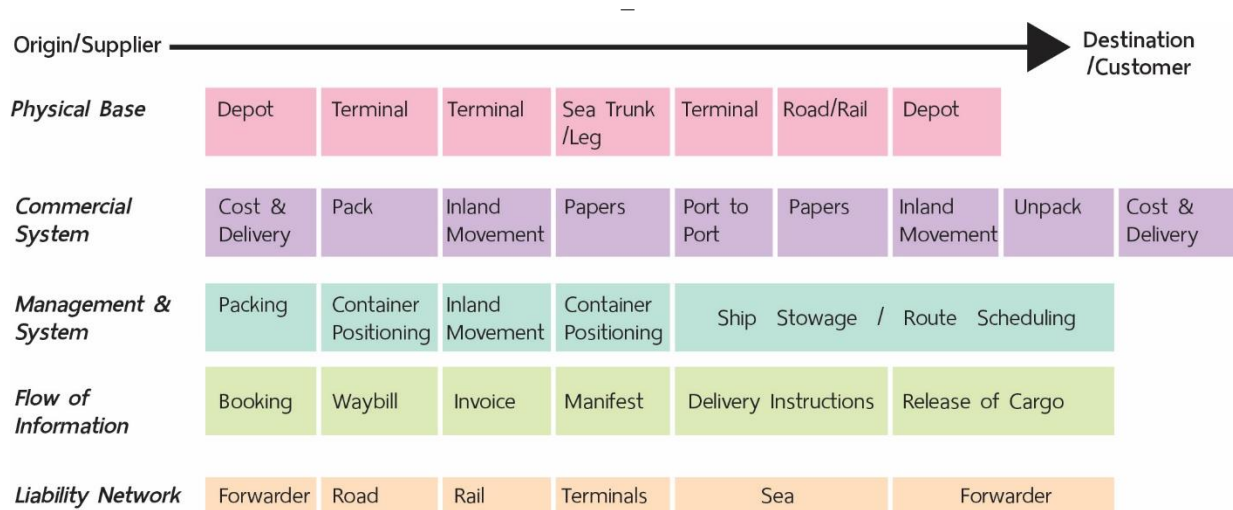 Origin/Supplier
Destination
/Customer
Physical Base
Depot
Terminal
Terminal
Sea Trunk
/Leg
Terminal
Road/Rail
Depot
Commercial
System
Cost &
Delivery
Pack
Inland
Movement
Papers
Port to
Port
Papers
Inland
Movement
Unpack
Cost &
Delivery
Management &
System
Packing
Container
Positioning
Inland
Movement
Container
Positioning
Ship Stowage / Route Scheduling
Flow of
Information
Booking
Waybill
Invoice
Manifest
Delivery Instructions
Release of Cargo
Liability Network
Forwarder
Road
Rail
Terminals
Sea
Forwarder